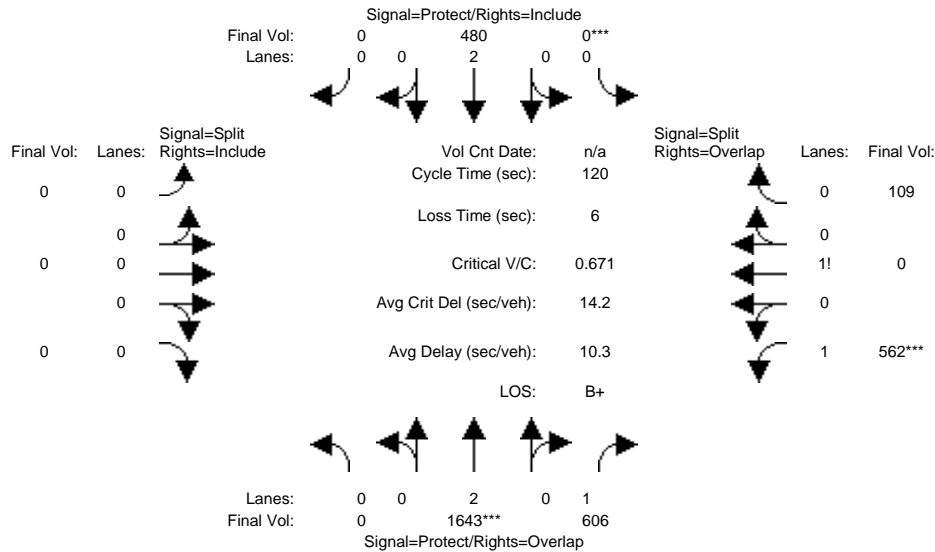 Signal=Protect/Rights=Include
Final Vol: 0 480 0***
Lanes: 0 0 2 0 0
Signal=Split
Final Vol: Lanes: Rights=Include
Vol Cnt Date: n/a
Signal=Split
Rights=Overlap Lanes: Final Vol:
Cycle Time (sec): 120
0 0
0 109
Loss Time (sec): 6
0
0
0 0
Critical V/C: 0.671
1! 0
0
Avg Crit Del (sec/veh): 14.2
0
0 0
Avg Delay (sec/veh): 10.3
1 562***
LOS: B+
Lanes: 0 0 2 0 1
Final Vol: 0 1643*** 606
Signal=Protect/Rights=Overlap